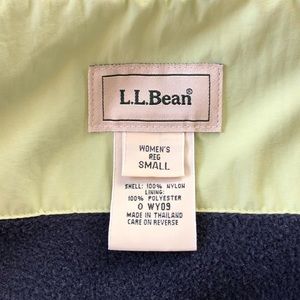 L.L.Bean®
WOMEN'S
REG
SMALL
SHELL: 100% NYLON
LINING:
100% POLYESTER
0 WY09
MADE IN THAILAND
CARE ON REVERSE